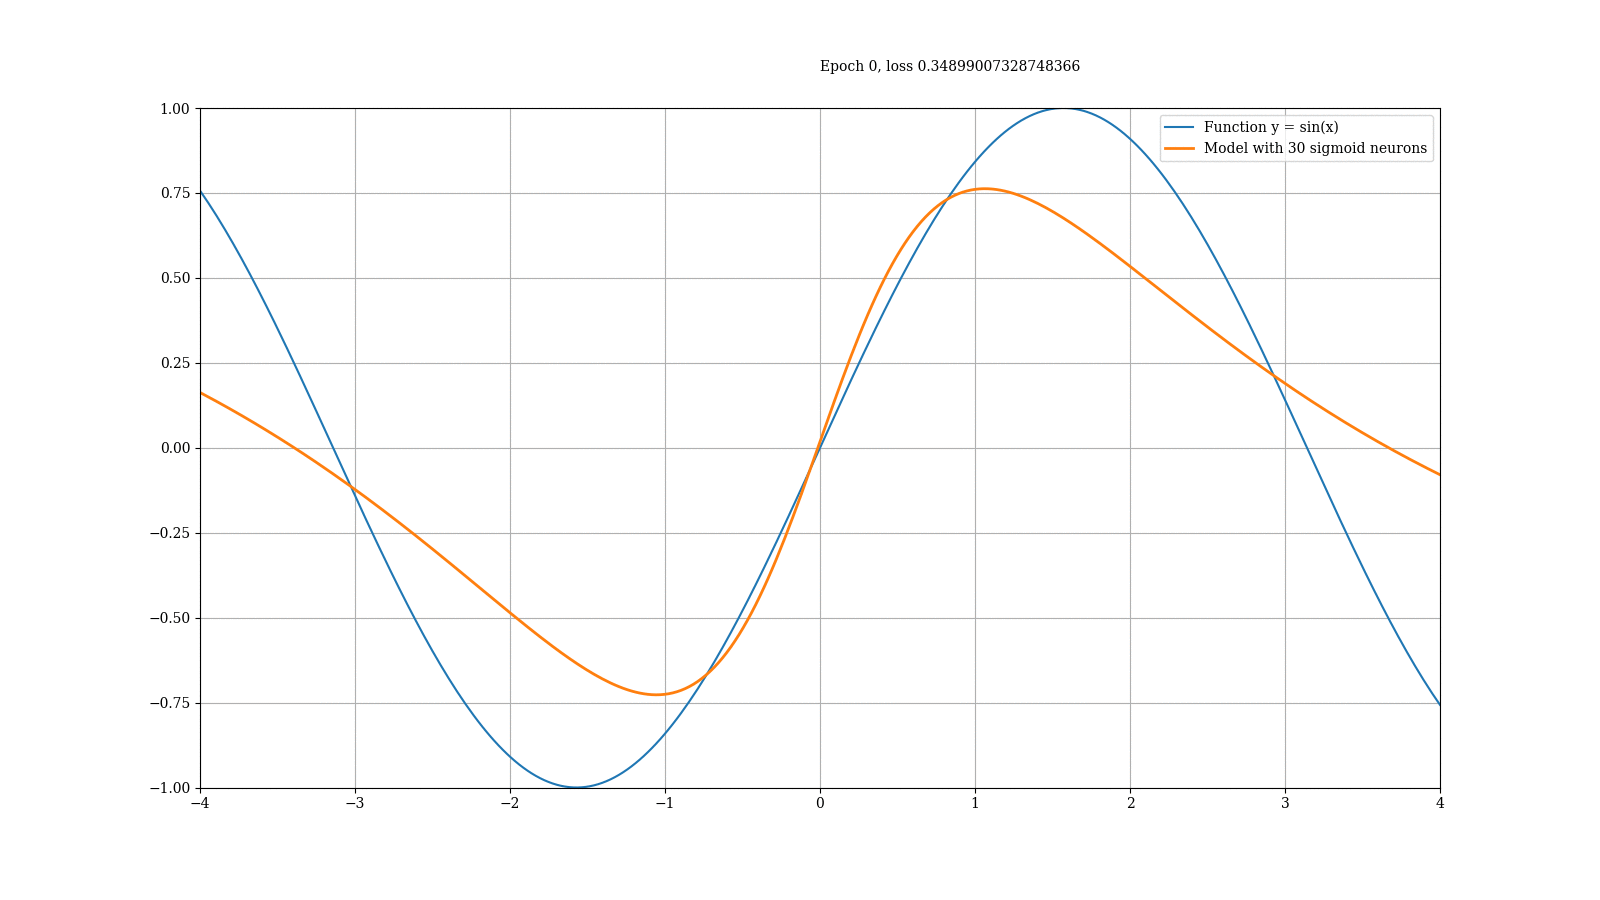 Epoch 0, loss 0.34899007328748366
1.00
Function y = sin(x)
Model with 30 sigmoid neurons
0.75
0.50
0.25
0.00
−0.25
−0.50
−0.75
−1.00
−4 −3 −2 −1 0 1 2 3 4